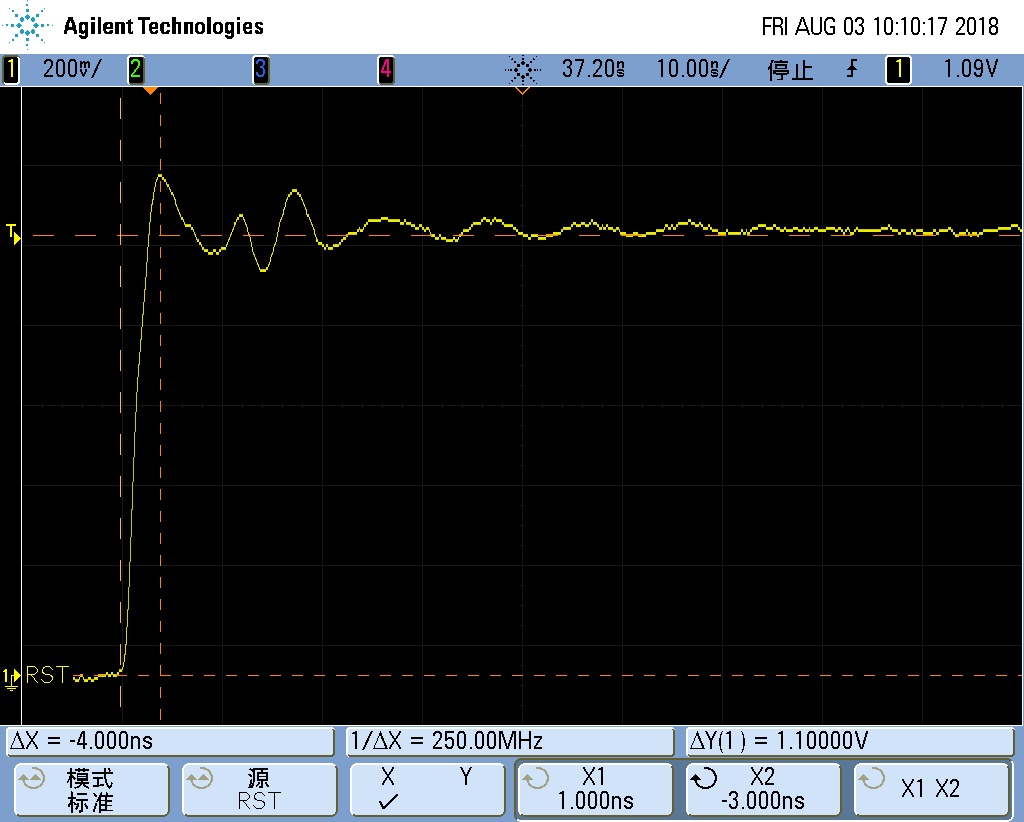 Agilent Technologies
FRI AUG 03 10:10:17 2018
1 200mV/ 2 3 4 37.20ns 10.00ns/ 停止 1 1.09V
T
1 RST
ΔX = -4.000ns
1/ΔX = 250.00MHz
ΔY(1) = 1.10000V
模式
标准
源
RST
X Y
X1
1.000ns
X2
-3.000ns
X1 X2